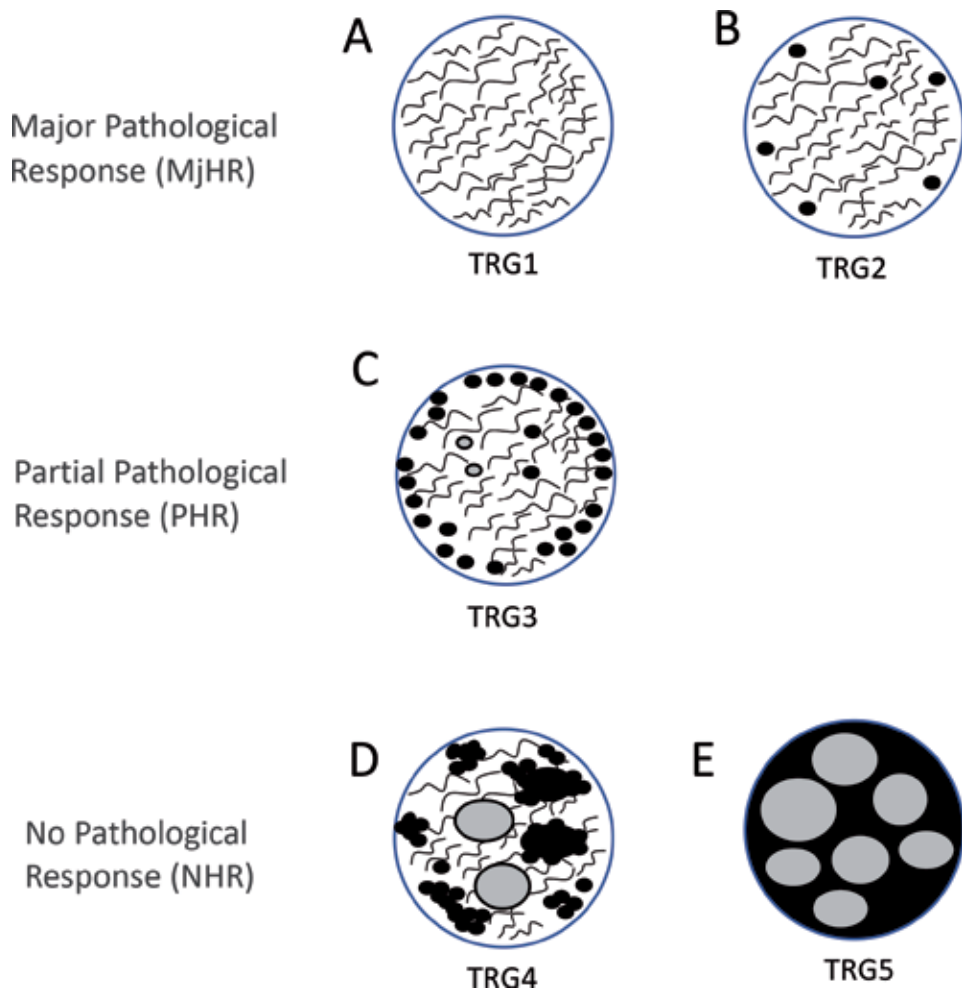 A
B
Major Pathological
Response (MjHR)
TRG1
TRG2
C
Partial Pathological
Response (PHR)
TRG3
D
E
No Pathological
Response (NHR)
TRG4
TRG5